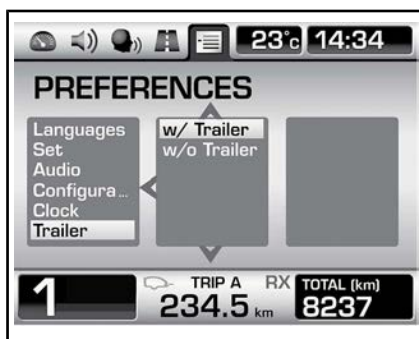 23°c 14:34
PREFERENCES
Languages
Set
Audio
Configura...
Clock
Trailer
w/ Trailer
w/o Trailer
1
TRIP A RX
234.5 km
TOTAL (km)
8237